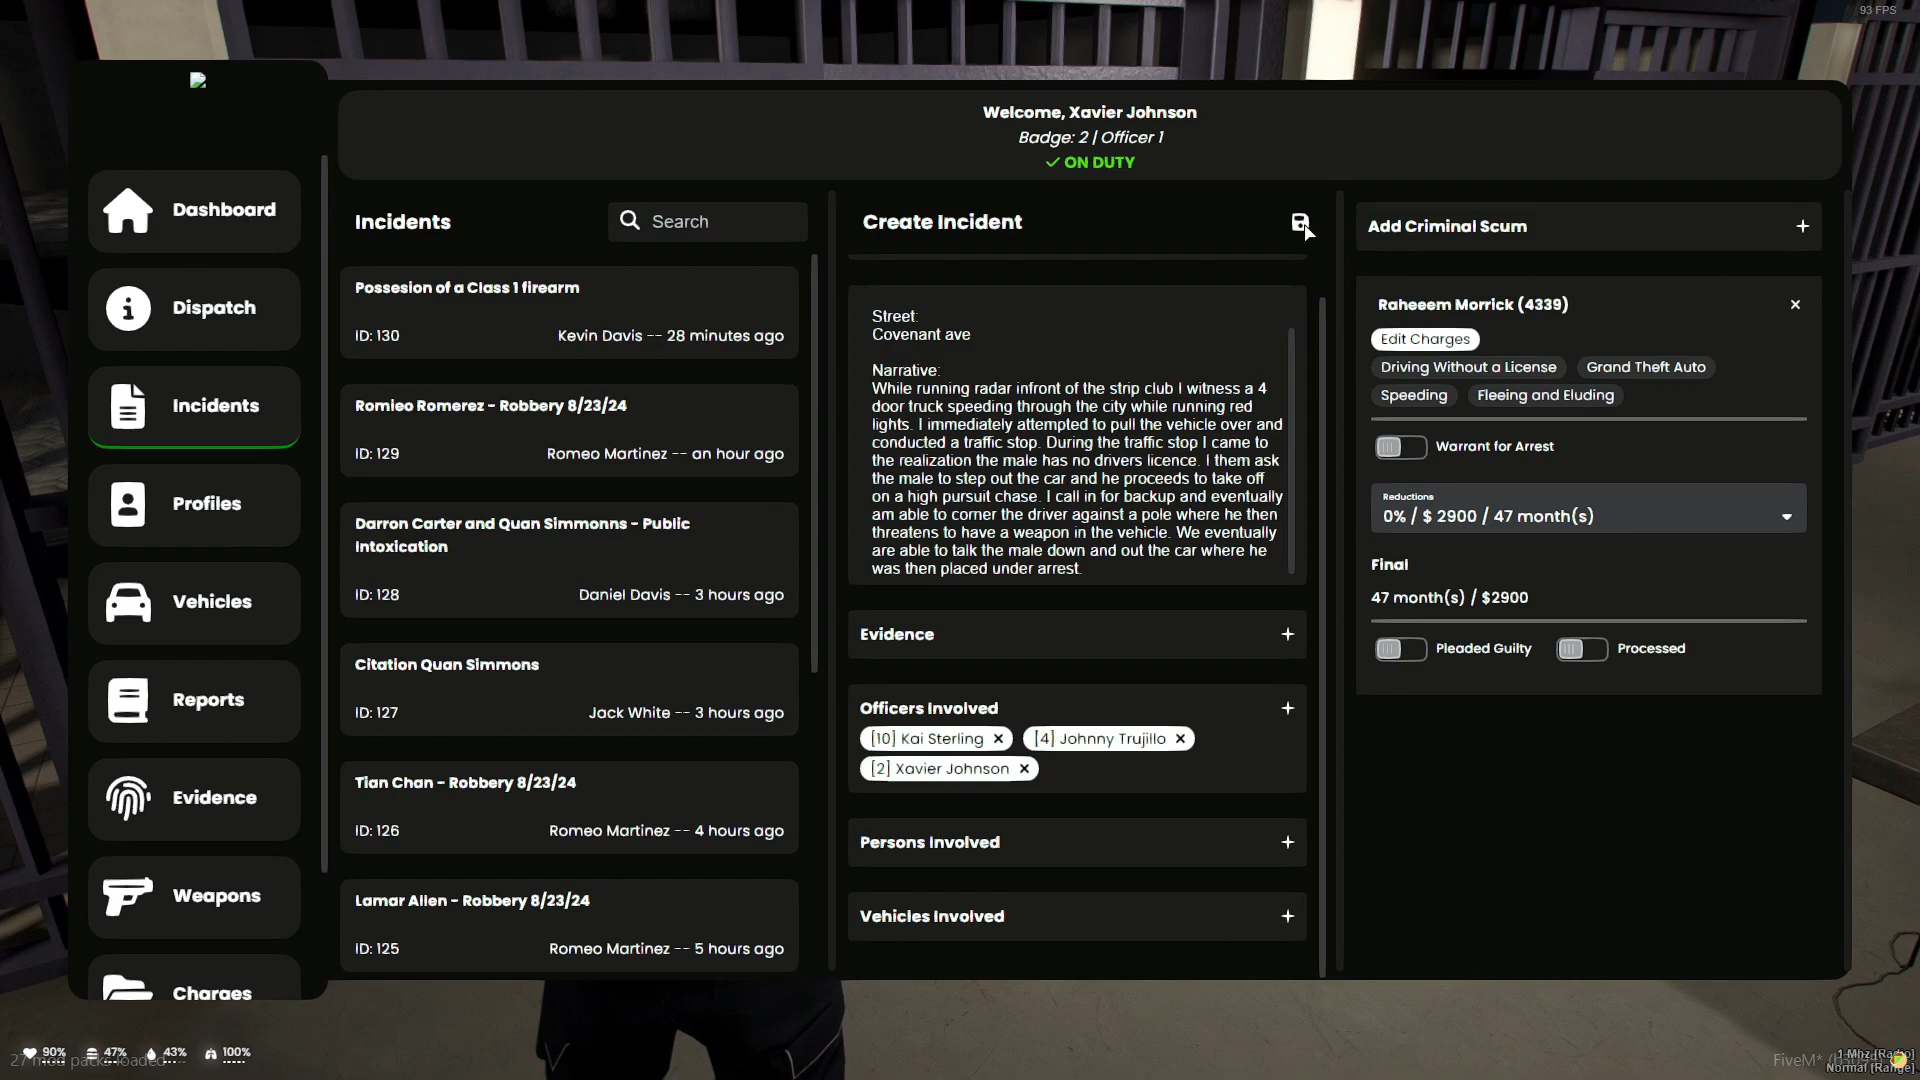 93 FPS
Welcome, Xavier Johnson
Badge: 2 | Officer 1
ON DUTY
Dashboard
Dispatch
Incidents
Profiles
Vehicles
Reports
Evidence
Weapons
Charges
Incidents
Search
Possesion of a Class 1 firearm
ID: 130
Kevin Davis -- 28 minutes ago
Romieo Romerez - Robbery 8/23/24
ID: 129
Romeo Martinez -- an hour ago
Darron Carter and Quan Simmonns - Public
Intoxication
ID: 128
Daniel Davis -- 3 hours ago
Citation Quan Simmons
ID: 127
Jack White -- 3 hours ago
Tian Chan - Robbery 8/23/24
ID: 126
Romeo Martinez -- 4 hours ago
Lamar Allen - Robbery 8/23/24
ID: 125
Romeo Martinez -- 5 hours ago
Create Incident
Street:
Covenant ave
Narrative:
While running radar infront of the strip club I witness a 4
door truck speeding through the city while running red
lights. I immediately attempted to pull the vehicle over and
conducted a traffic stop. During the traffic stop I came to
the realization the male has no drivers licence. I them ask
the male to step out the car and he proceeds to take off
on a high pursuit chase. I call in for backup and eventually
am able to corner the driver against a pole where he then
threatens to have a weapon in the vehicle. We eventually
are able to talk the male down and out the car where he
was then placed under arrest.
Evidence
Officers Involved
[10] Kai Sterling
[4] Johnny Trujillo
[2] Xavier Johnson
Persons Involved
Vehicles Involved
Add Criminal Scum
Raheeem Morrick (4339)
Edit Charges
Driving Without a License
Grand Theft Auto
Speeding
Fleeing and Eluding
Warrant for Arrest
Reductions
0% / $ 2900 / 47 month(s)
Final
47 month(s) / $2900
Pleaded Guilty
Processed
90%
47%
43%
100%
27 mod packs loaded
FiveM*
1 Mhz [Radio]
Normal [Range]